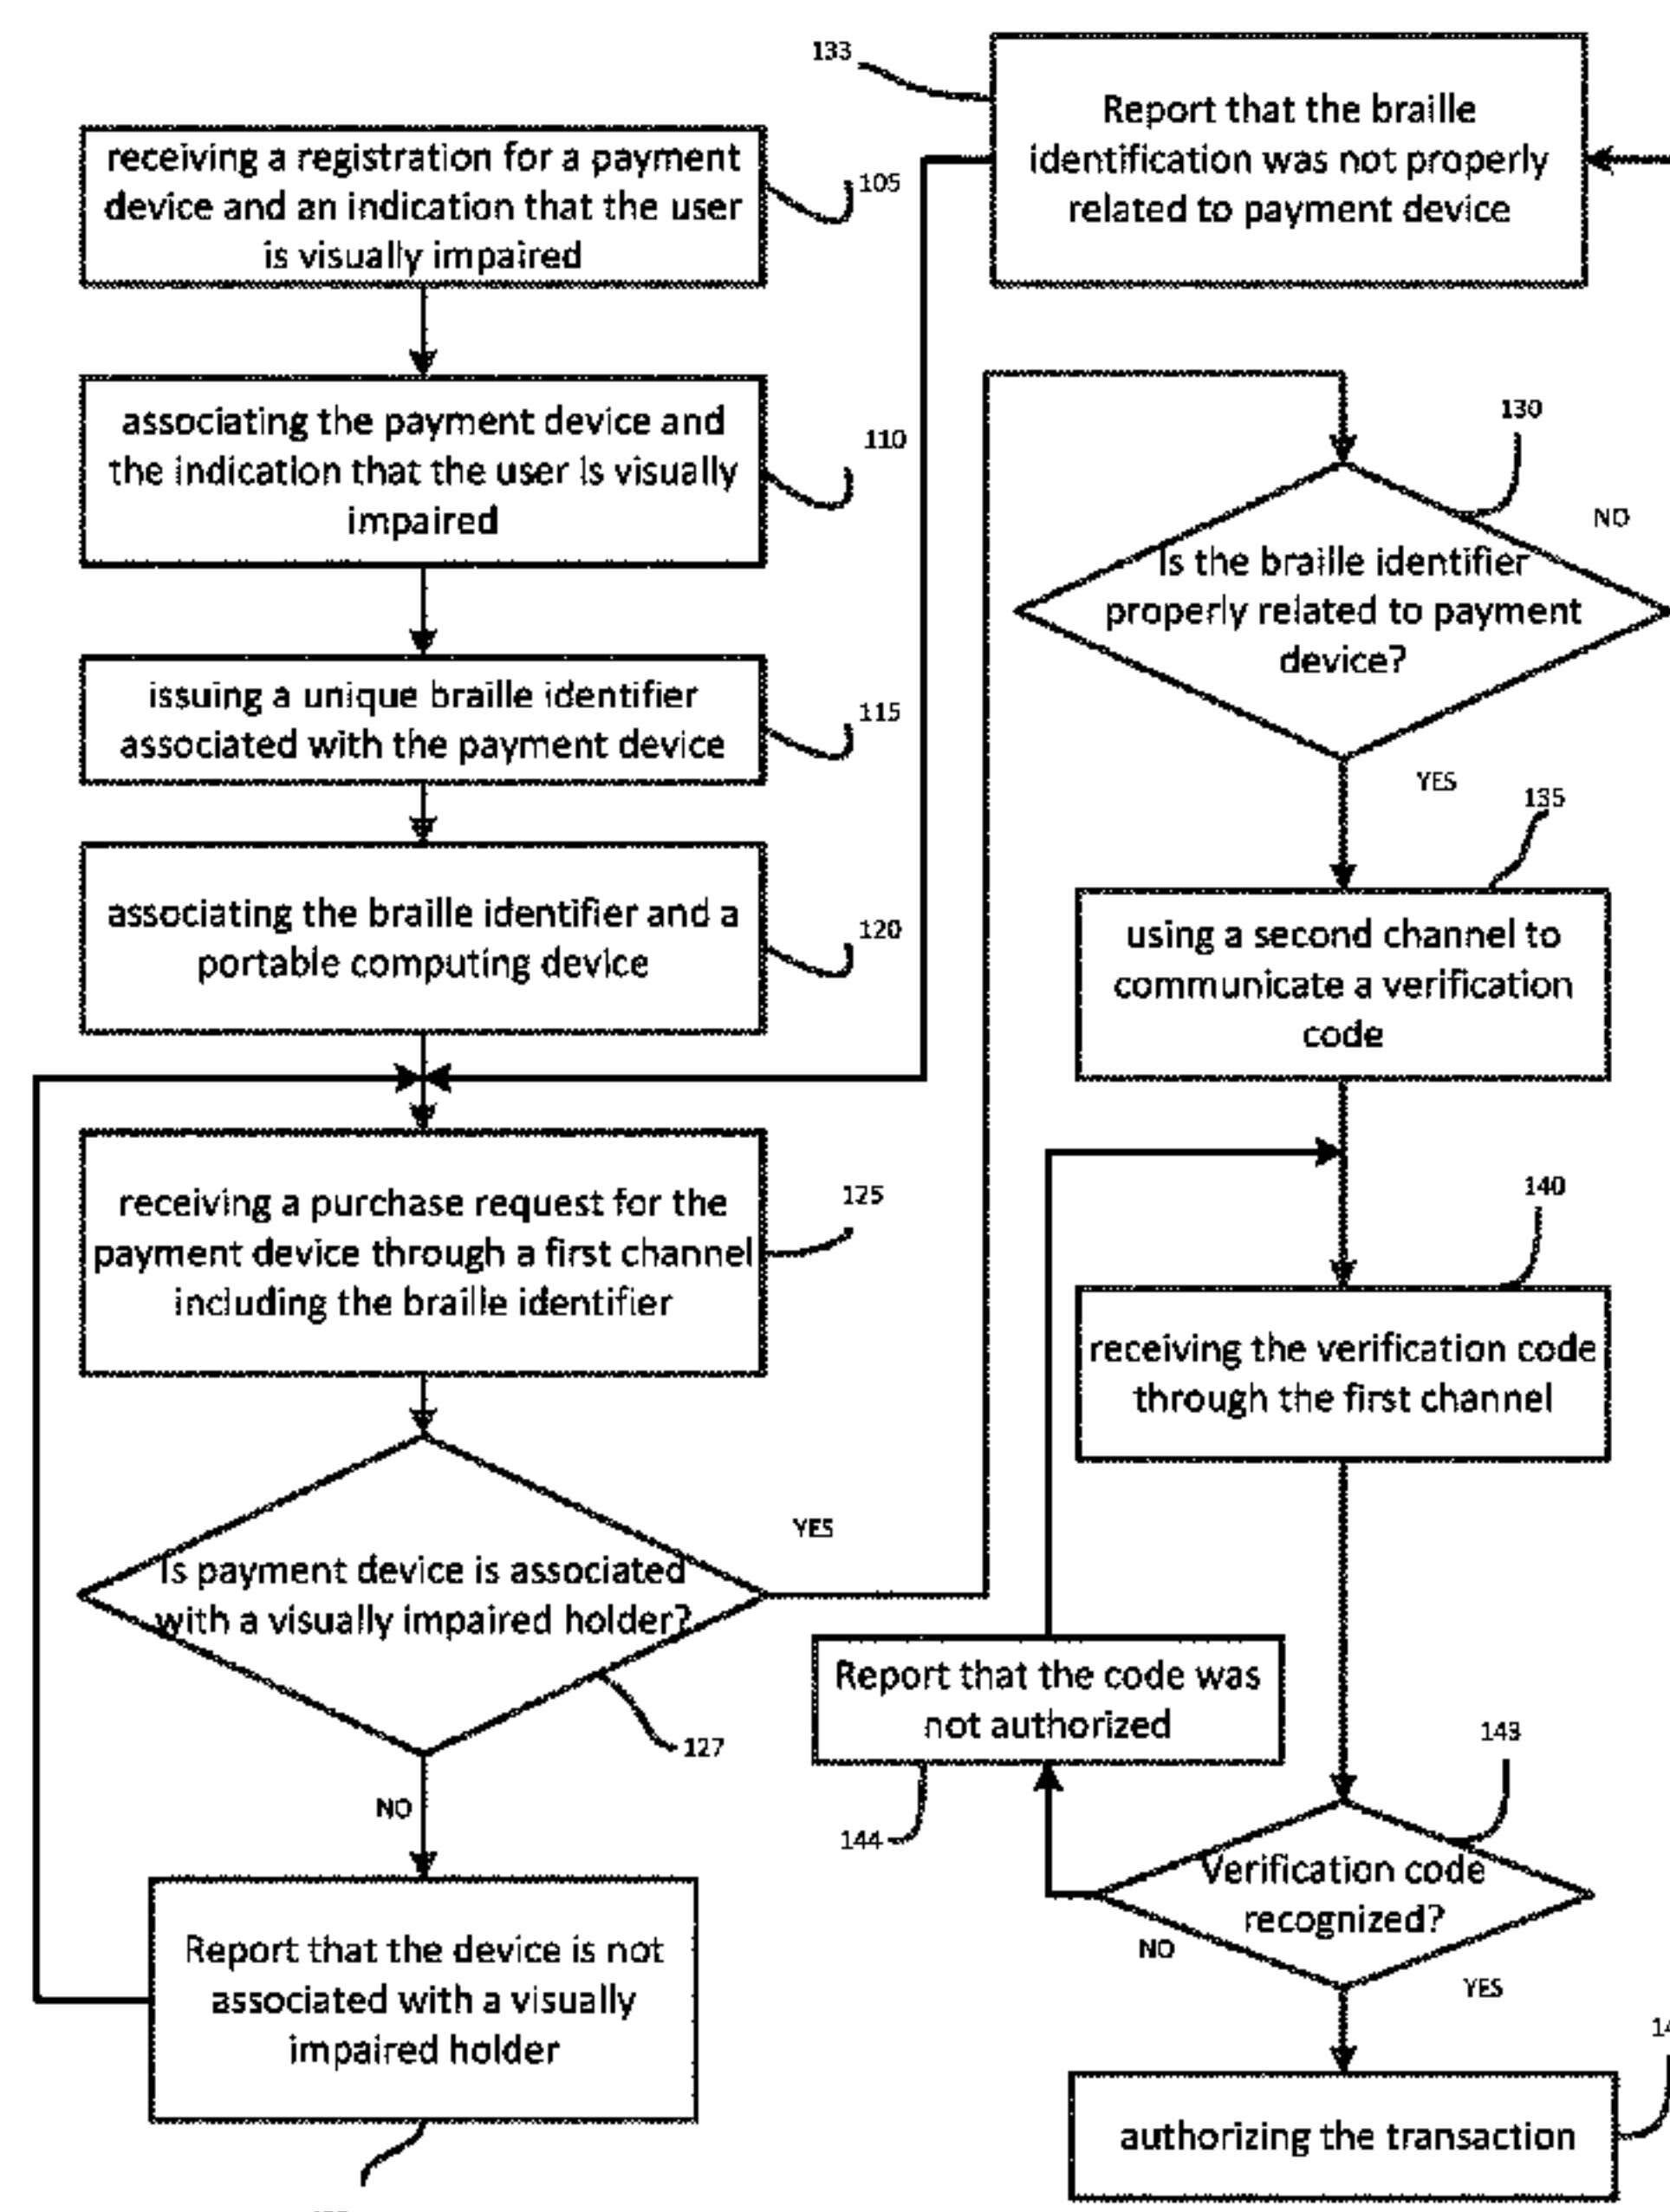 receiving a registration for a payment
device and an indication that the user
is visually impaired
105
associating the payment device and
the indication that the user is visually
impaired
110
issuing a unique braille identifier
associated with the payment device
115
associating the braille identifier and a
portable computing device
120
receiving a purchase request for the
payment device through a first channel
including the braille identifier
125
Is payment device is associated
with a visually impaired holder?
YES
127
NO
Report that the device is not
associated with a visually
impaired holder
133
Report that the braille
identification was not properly
related to payment device
130
NO
Is the braille identifier
properly related to payment
device?
YES
135
using a second channel to
communicate a verification
code
140
receiving the verification code
through the first channel
Report that the code was
not authorized
144
143
Verification code
recognized?
NO
YES
authorizing the transaction